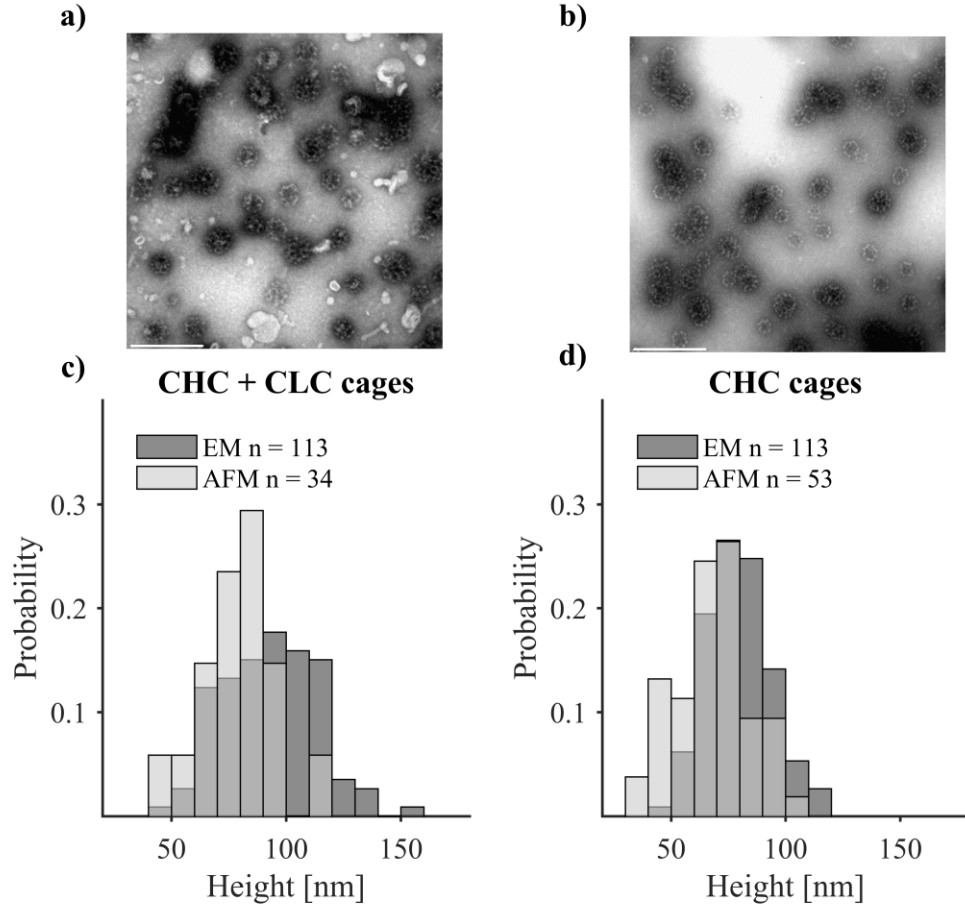 a)
b)
c)
CHC + CLC cages
EM n = 113
AFM n = 34
0.3
0.2
0.1
Probability
50
100
150
Height [nm]
d)
CHC cages
EM n = 113
AFM n = 53
0.3
0.2
0.1
Probability
50
100
150
Height [nm]